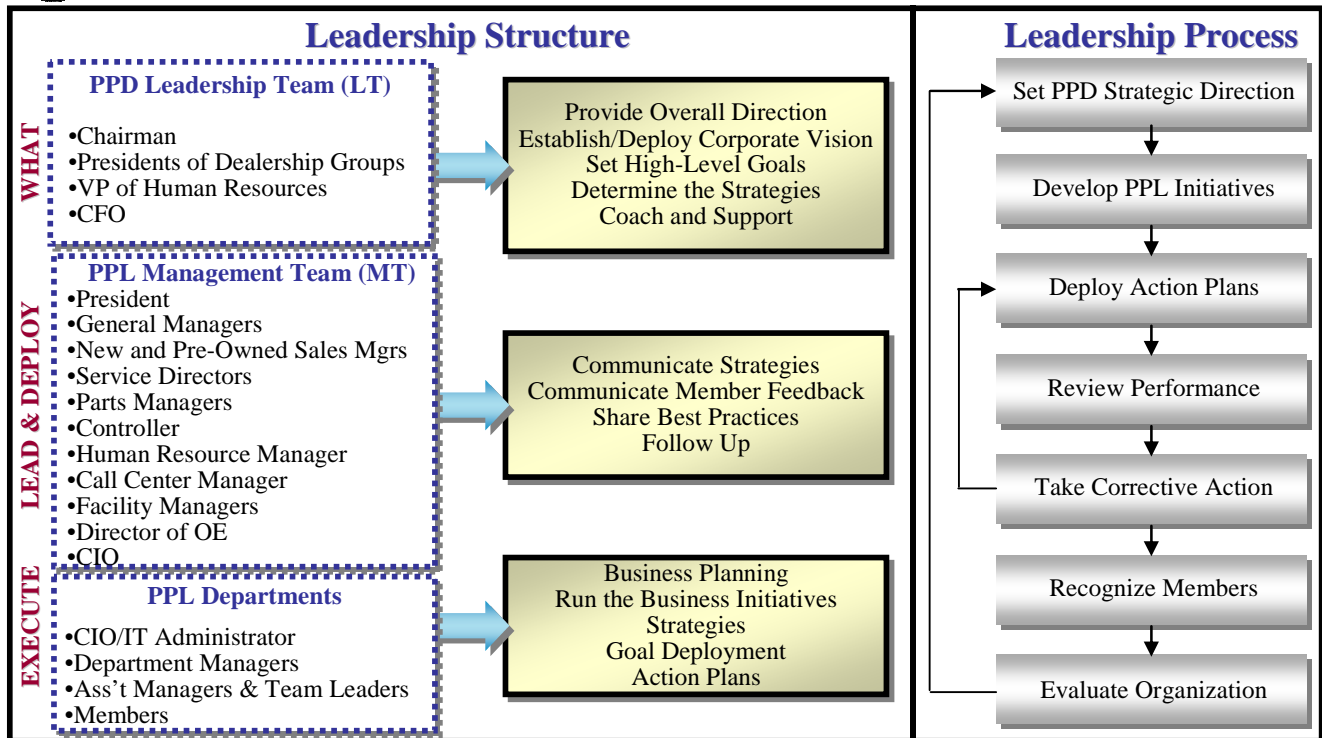 Leadership Structure
WHAT
PPD Leadership Team (LT)
•Chairman
•Presidents of Dealership Groups
•VP of Human Resources
•CFO
Provide Overall Direction
Establish/Deploy Corporate Vision
Set High-Level Goals
Determine the Strategies
Coach and Support
LEAD & DEPLOY
PPL Management Team (MT)
•President
•General Managers
•New and Pre-Owned Sales Mgrs
•Service Directors
•Parts Managers
•Controller
•Human Resource Manager
•Call Center Manager
•Facility Managers
•Director of OE
•CIO
Communicate Strategies
Communicate Member Feedback
Share Best Practices
Follow Up
EXECUTE
PPL Departments
•CIO/IT Administrator
•Department Managers
•Ass’t Managers & Team Leaders
•Members
Business Planning
Run the Business Initiatives
Strategies
Goal Deployment
Action Plans
Leadership Process
Set PPD Strategic Direction
Develop PPL Initiatives
Deploy Action Plans
Review Performance
Take Corrective Action
Recognize Members
Evaluate Organization